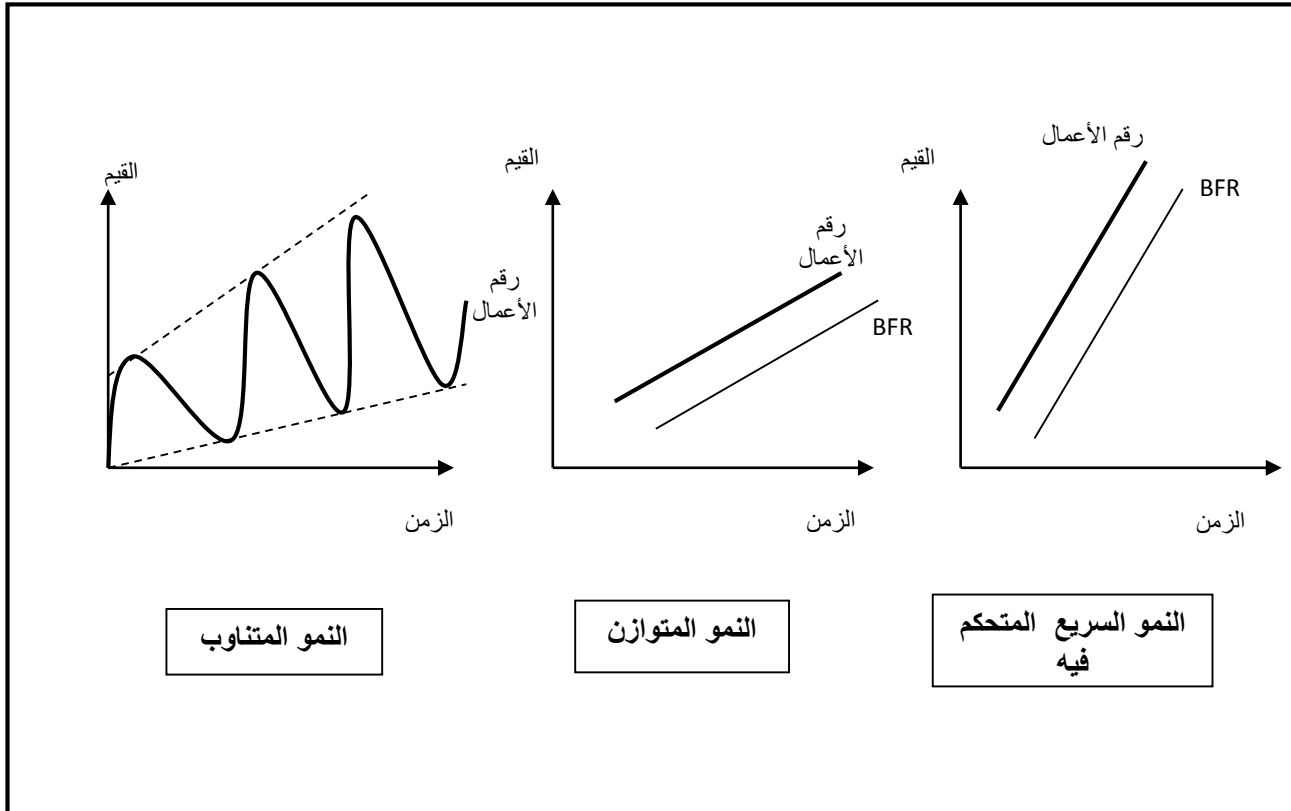 رقم الأعمال
القيم
BFR
الزمن
النمو السريع المتحكم
فيه
القيم
رقم
الأعمال
BFR
الزمن
النمو المتوازن
القيم
رقم
الأعمال
الزمن
النمو المتناوب